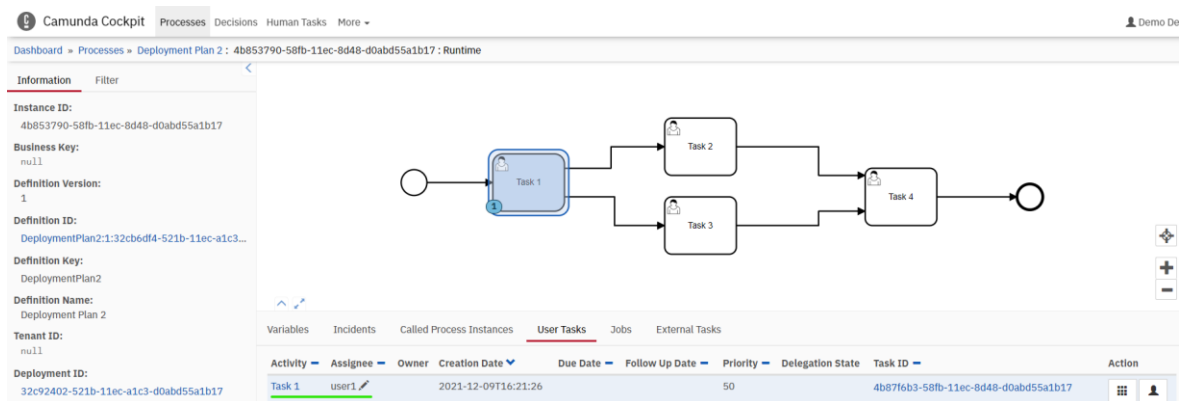 Camunda Cockpit Processes Decisions Human Tasks More
Demo De
Dashboard » Processes » Deployment Plan 2 : 4b853790-58fb-11ec-8d48-d0abd55a1b17 : Runtime
Information Filter
Instance ID:
4b853790-58fb-11ec-8d48-d0abd55a1b17
Business Key:
null
Definition Version:
1
Definition ID:
DeploymentPlan2:1:32cb6df4-521b-11ec-a1c3...
Definition Key:
DeploymentPlan2
Definition Name:
Deployment Plan 2
Tenant ID:
null
Deployment ID:
32c92402-521b-11ec-a1c3-d0abd55a1b17
Task 1
1
Task 2
Task 3
Task 4
Variables Incidents Called Process Instances User Tasks Jobs External Tasks
Activity Assignee Owner Creation Date Due Date Follow Up Date Priority Delegation State Task ID Action
Task 1 user1 2021-12-09T16:21:26 50 4b87f6b3-58fb-11ec-8d48-d0abd55a1b17